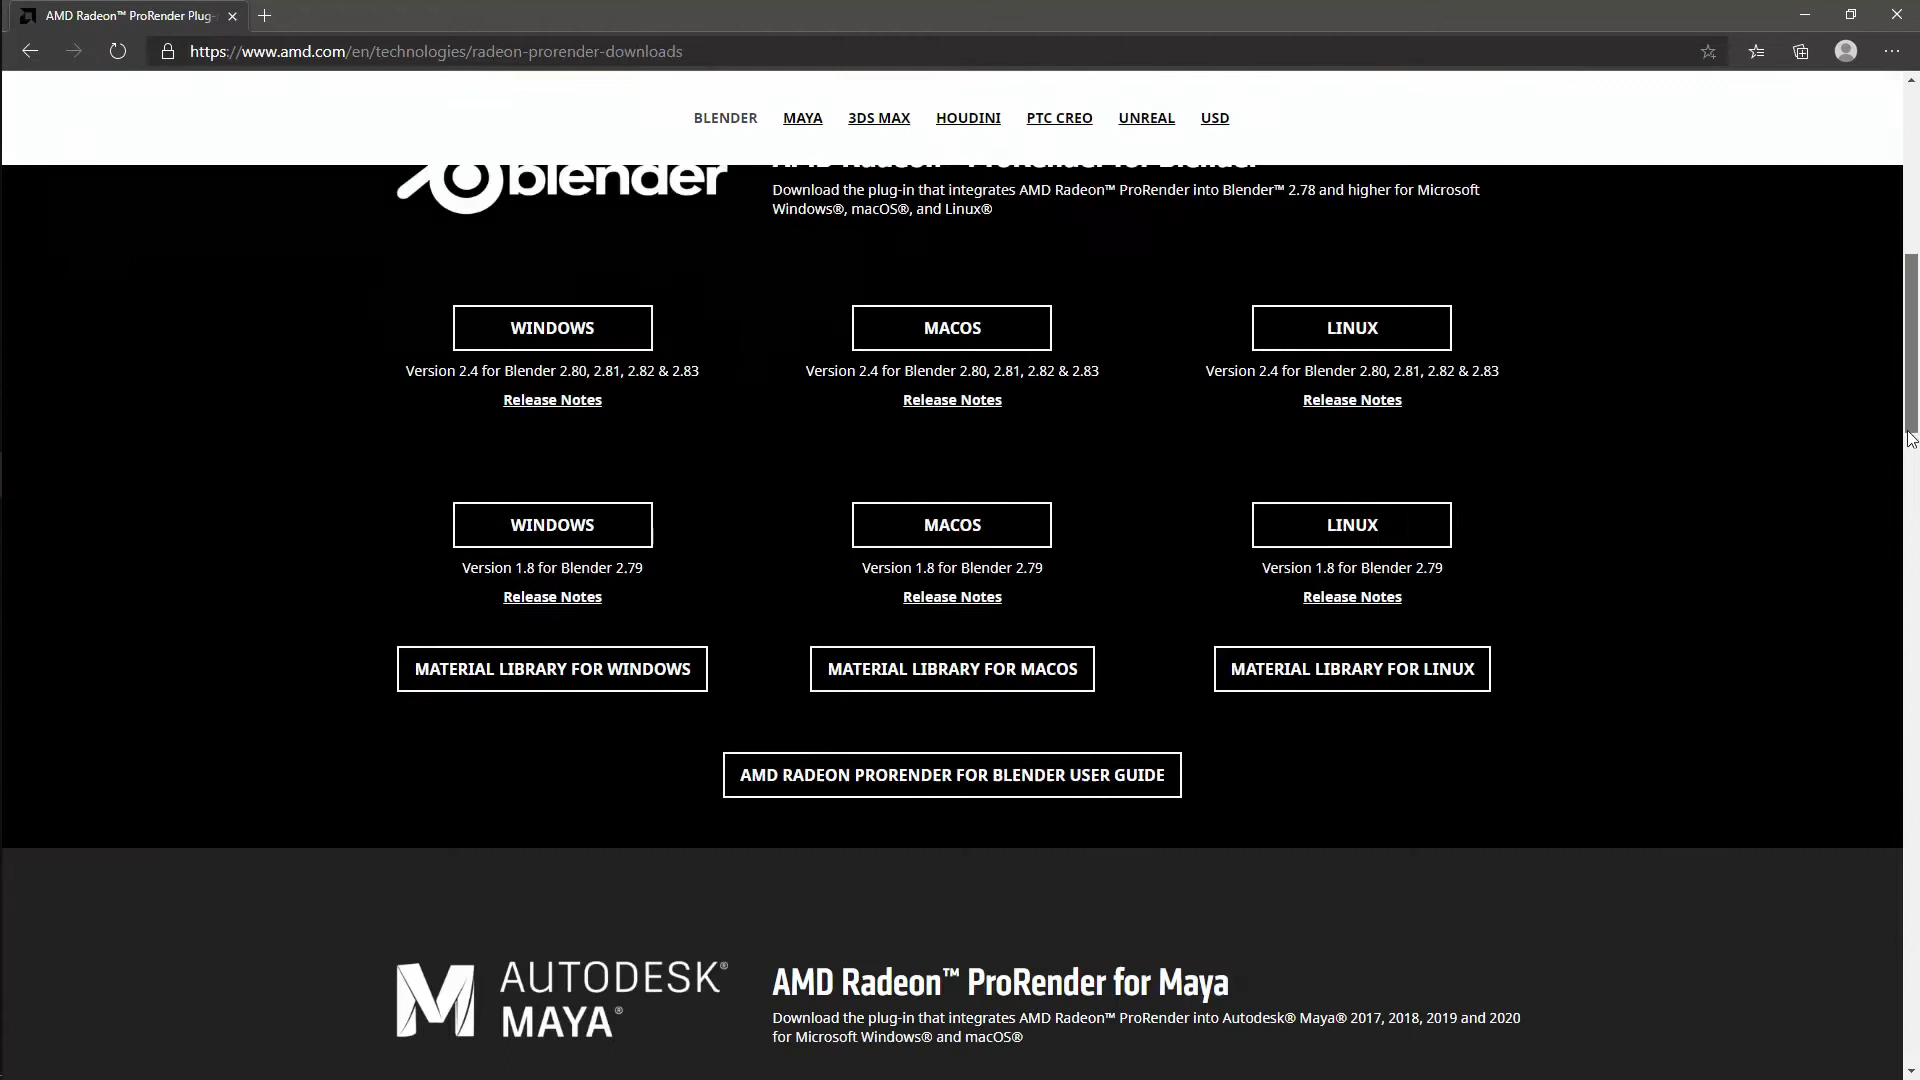 AMD Radeon™ ProRender Plug-
https://www.amd.com/en/technologies/radeon-prorender-downloads
BLENDER MAYA 3DS MAX HOUDINI PTC CREO UNREAL USD
blender
AMD Radeon™ ProRender for Blender
Download the plug-in that integrates AMD Radeon™ ProRender into Blender™ 2.78 and higher for Microsoft
Windows®, macOS®, and Linux®
WINDOWS MACOS LINUX
Version 2.4 for Blender 2.80, 2.81, 2.82 & 2.83 Version 2.4 for Blender 2.80, 2.81, 2.82 & 2.83 Version 2.4 for Blender 2.80, 2.81, 2.82 & 2.83
Release Notes Release Notes Release Notes
WINDOWS MACOS LINUX
Version 1.8 for Blender 2.79 Version 1.8 for Blender 2.79 Version 1.8 for Blender 2.79
Release Notes Release Notes Release Notes
MATERIAL LIBRARY FOR WINDOWS MATERIAL LIBRARY FOR MACOS MATERIAL LIBRARY FOR LINUX
AMD RADEON PRORENDER FOR BLENDER USER GUIDE
AUTODESK®
MAYA®
AMD Radeon™ ProRender for Maya
Download the plug-in that integrates AMD Radeon™ ProRender into Autodesk® Maya® 2017, 2018, 2019 and 2020
for Microsoft Windows® and macOS®